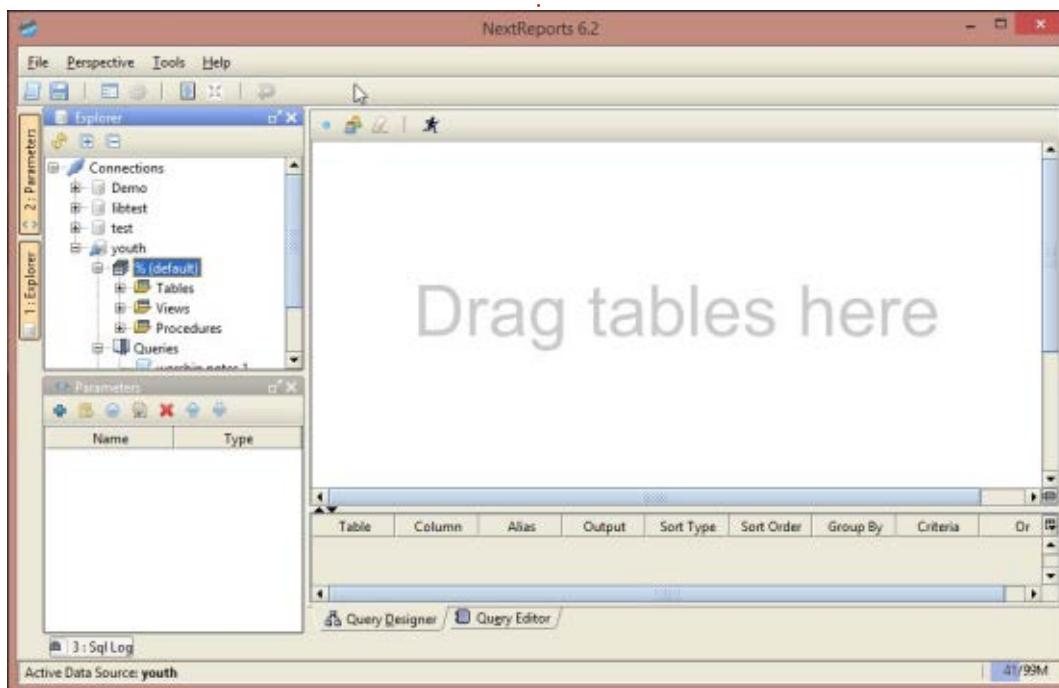 NextReports 6.2
File Perspective Tools Help
2 : Parameters
1 : Explorer
Explorer
Connections
Demo
libtest
test
youth
% (default)
Tables
Views
Procedures
Queries
Drag tables here
Parameters
Name Type
Table Column Alias Output Sort Type Sort Order Group By Criteria Or
Query Designer Query Editor
3 : Sql Log
Active Data Source: youth
41/99M